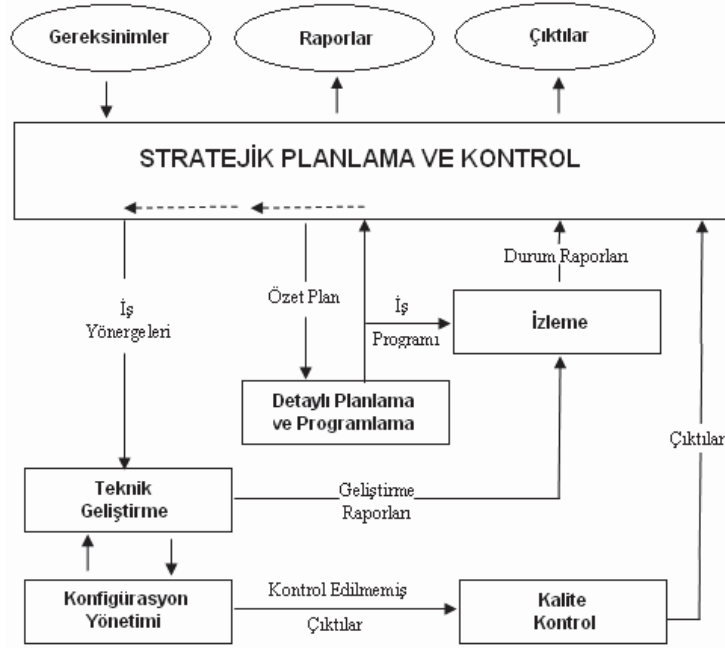 Gereksinimler
Raporlar
Çıktılar
STRATEJİK PLANLAMA VE KONTROL
Durum Raporları
Özet Plan
İş
Yönergeleri
İş
Programı
İzleme
Detaylı Planlama
ve Programlama
Çıktılar
Teknik
Geliştirme
Geliştirme
Raporları
Konfigürasyon
Yönetimi
Kontrol Edilmemiş
Çıktılar
Kalite
Kontrol